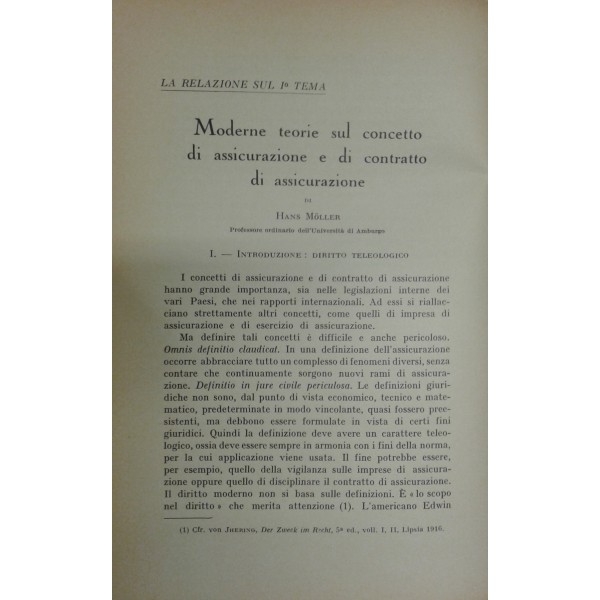 LA RELAZIONE SUL Iº TEMA
Moderne teorie sul concetto
di assicurazione e di contratto
di assicurazione
DI
HANS MÖLLER
Professore ordinario dell'Università di Amburgo
I. — INTRODUZIONE : DIRITTO TELEOLOGICO
I concetti di assicurazione e di contratto di assicurazione
hanno grande importanza, sia nelle legislazioni interne dei
vari Paesi, che nei rapporti internazionali. Ad essi si riallac-
ciano strettamente altri concetti, come quelli di impresa di
assicurazione e di esercizio di assicurazione.
Ma definire tali concetti è difficile e anche pericoloso.
Omnis definitio claudicat. In una definizione dell'assicurazione
occorre abbracciare tutto un complesso di fenomeni diversi, senza
contare che continuamente sorgono nuovi rami di assicura-
zione. Definitio in jure civile periculosa. Le definizioni giuri-
diche non sono, dal punto di vista economico, tecnico e mate-
matico, predeterminate in modo vincolante, quasi fossero pree-
sistenti, ma debbono essere formulate in vista di certi fini
giuridici. Quindi la definizione deve avere un carattere teleo-
logico, ossia deve essere sempre in armonia con i fini della norma,
per la cui applicazione viene usata. Il fine potrebbe essere,
per esempio, quello della vigilanza sulle imprese di assicura-
zione oppure quello di disciplinare il contratto di assicurazione.
Il diritto moderno non si basa sulle definizioni. È « lo scopo
nel diritto » che merita attenzione (1). L'americano Edwin
(1) Cfr. von JHERING, Der Zweck im Recht, 5ª ed., voll. I, II, Lipsia 1916.